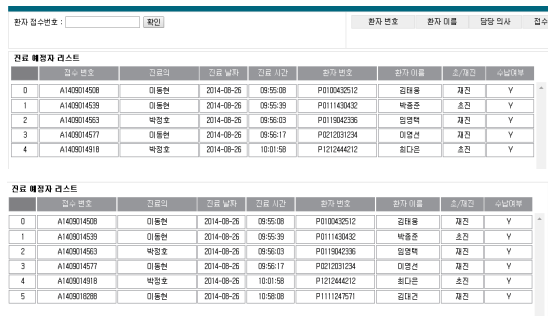 환자 접수번호 : 확인 환자 번호 환자 이름 담당 의사 접수
진료 예정자 리스트
접수 번호 진료의 진료 날짜 진료 시간 환자 번호 환자 이름 초/재진 수납여부
0 A1409014508 이동현 2014-08-26 09:55:08 P0100432512 김태용 재진 Y
1 A1409014539 이동현 2014-08-26 09:55:39 P0111430432 박종준 초진 Y
2 A1409014563 박정호 2014-08-26 09:56:03 P0119042336 임영택 재진 Y
3 A1409014577 이동현 2014-08-26 09:56:17 P0212031234 이영선 재진 Y
4 A1409014918 박정호 2014-08-26 10:01:58 P1212444212 최다은 초진 Y
진료 예정자 리스트
접수 번호 진료의 진료 날짜 진료 시간 환자 번호 환자 이름 초/재진 수납여부
0 A1409014508 이동현 2014-08-26 09:55:08 P0100432512 김태용 재진 Y
1 A1409014539 이동현 2014-08-26 09:55:39 P0111430432 박종준 초진 Y
2 A1409014563 박정호 2014-08-26 09:56:03 P0119042336 임영택 재진 Y
3 A1409014577 이동현 2014-08-26 09:56:17 P0212031234 이영선 재진 Y
4 A1409014918 박정호 2014-08-26 10:01:58 P1212444212 최다은 초진 Y
5 A1409018288 이동현 2014-08-26 10:58:08 P1111247571 김대건 재진 Y